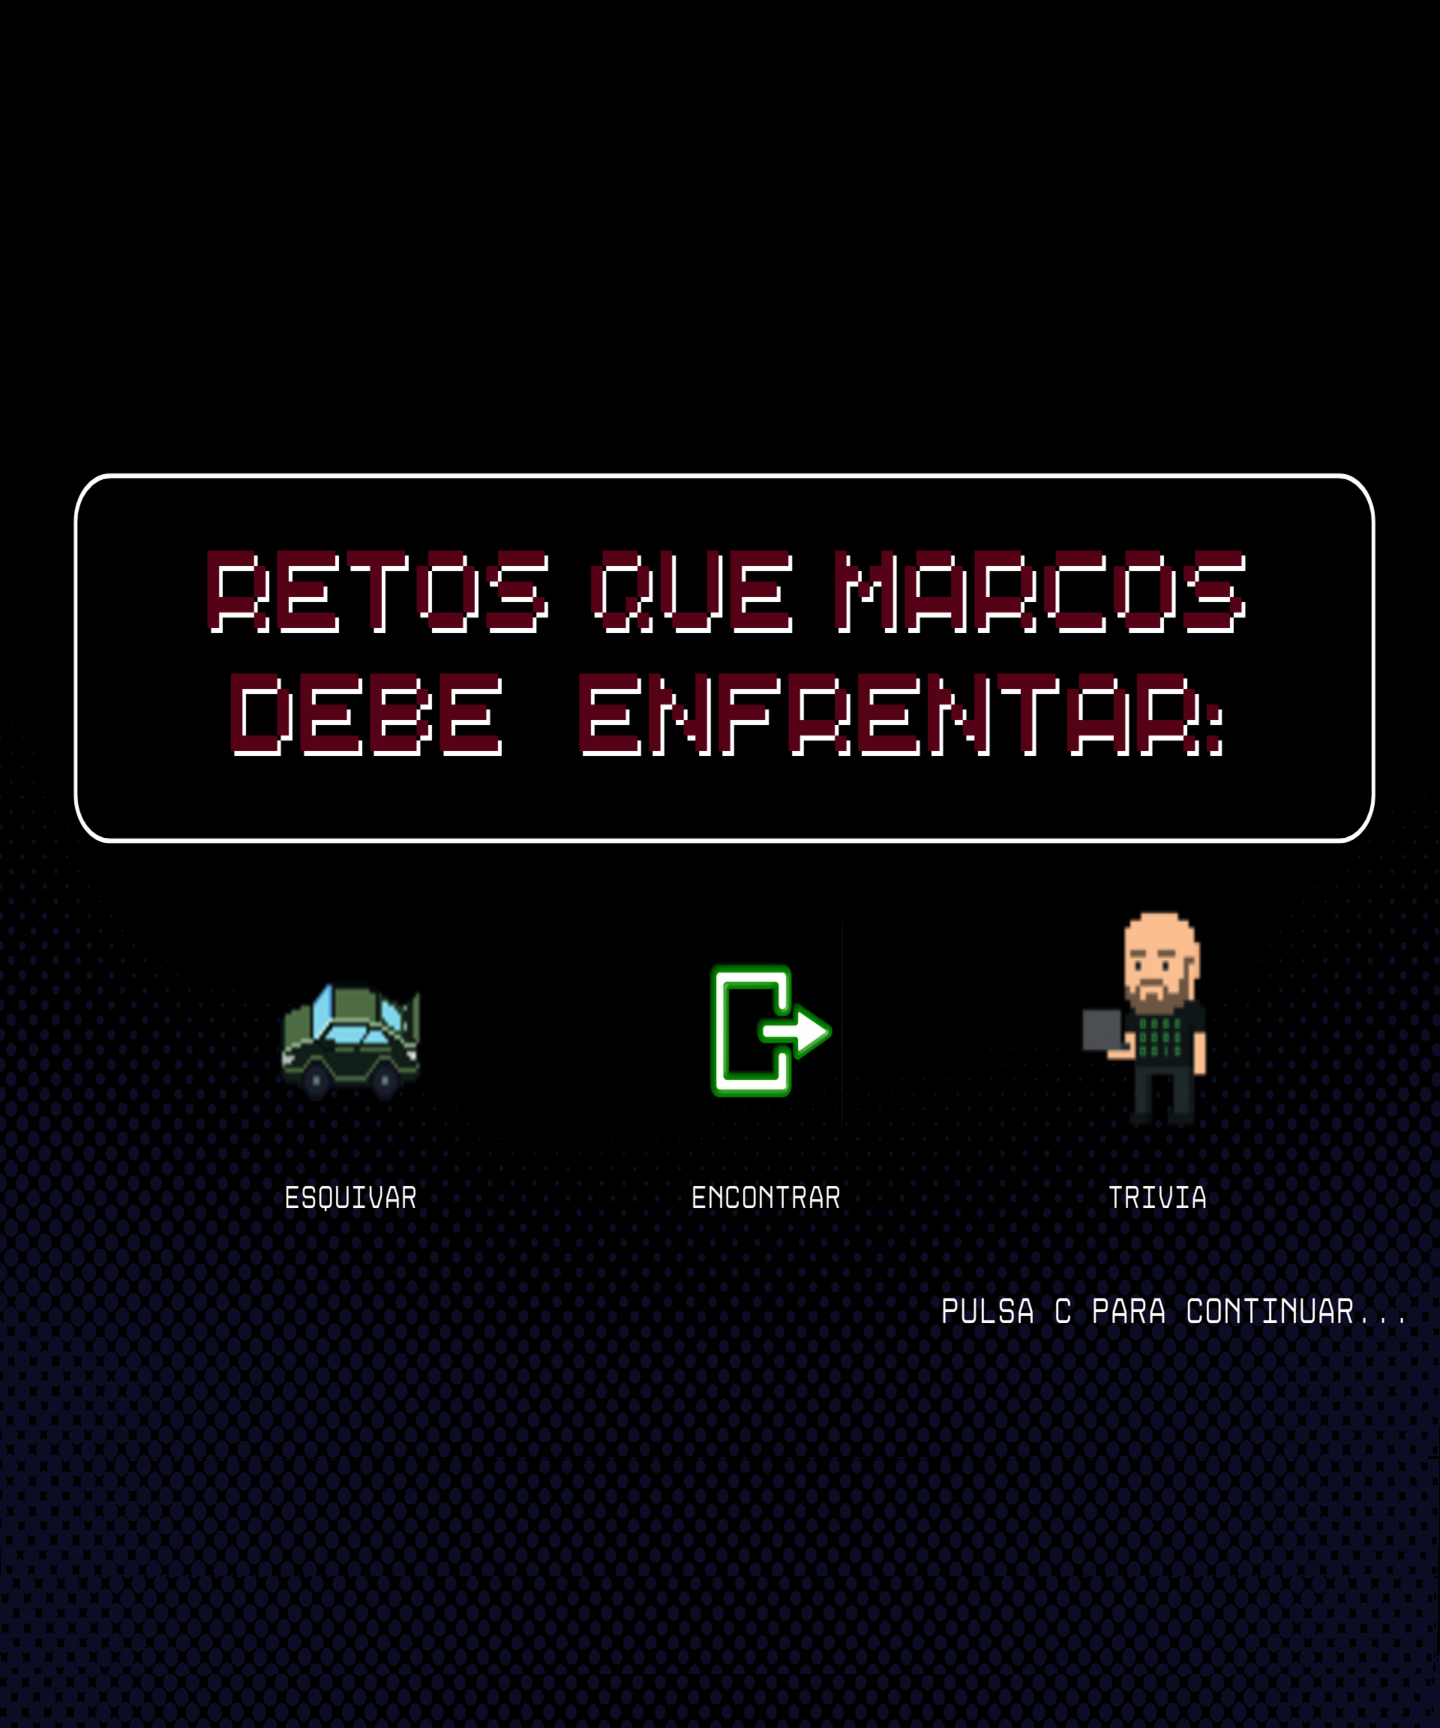 RETOS QUE MARCOS
DEBE ENFRENTAR:
ESQUIVAR
ENCONTRAR
TRIVIA
PULSA C PARA CONTINUAR...